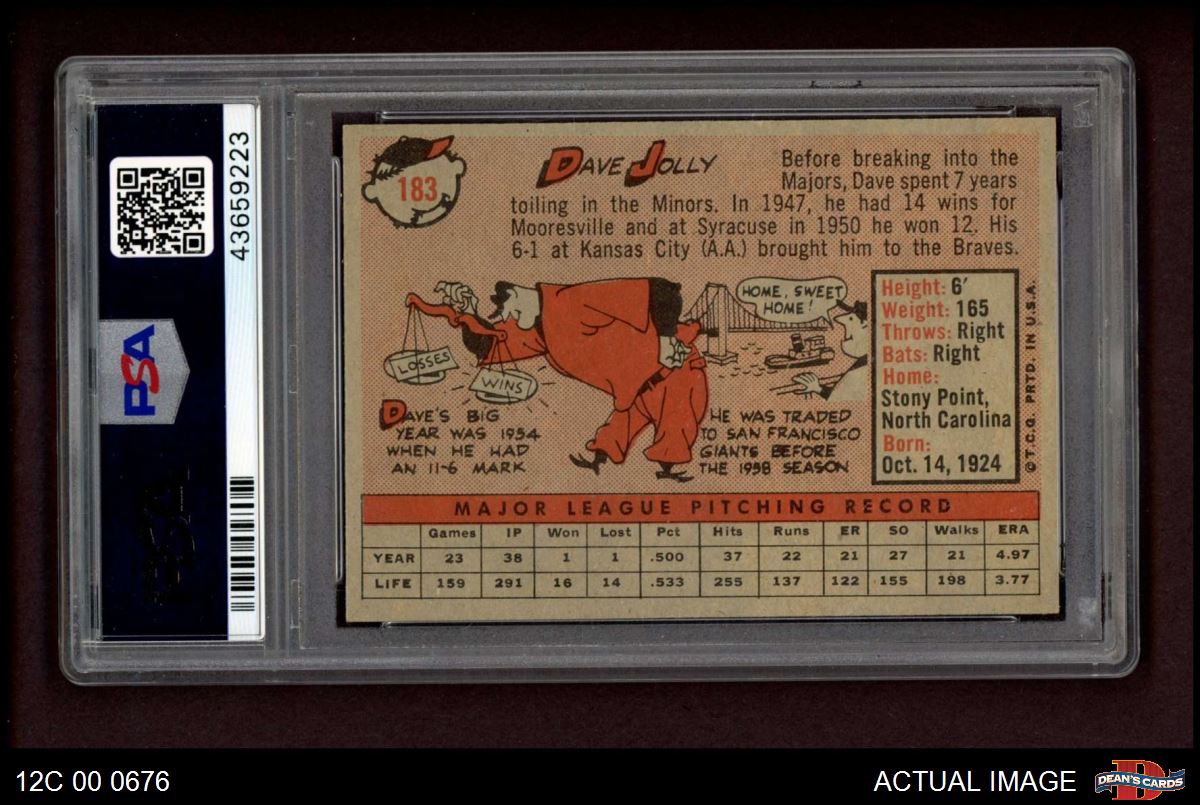 43659223
PSA
183
DAVE JOLLY
Before breaking into the
Majors, Dave spent 7 years
toiling in the Minors. In 1947, he had 14 wins for
Mooresville and at Syracuse in 1950 he won 12. His
6-1 at Kansas City (A.A.) brought him to the Braves.
LOSSES
WINS
HOME, SWEET
HOME!
DAVE'S BIG
YEAR WAS 1954
WHEN HE HAD
AN 11-6 MARK
HE WAS TRADED
TO SAN FRANCISCO
GIANTS BEFORE
THE 1958 SEASON
Height: 6'
Weight: 165
Throws: Right
Bats: Right
Home:
Stony Point,
North Carolina
Born:
Oct. 14, 1924
©T.C.G. PRTD. IN U.S.A.
MAJOR LEAGUE PITCHING RECORD
Games IP Won Lost Pct Hits Runs ER SO Walks ERA
YEAR 23 38 1 1 .500 37 22 21 27 21 4.97
LIFE 159 291 16 14 .533 255 137 122 155 198 3.77
12C 00 0676
ACTUAL IMAGE
DEAN'S CARDS